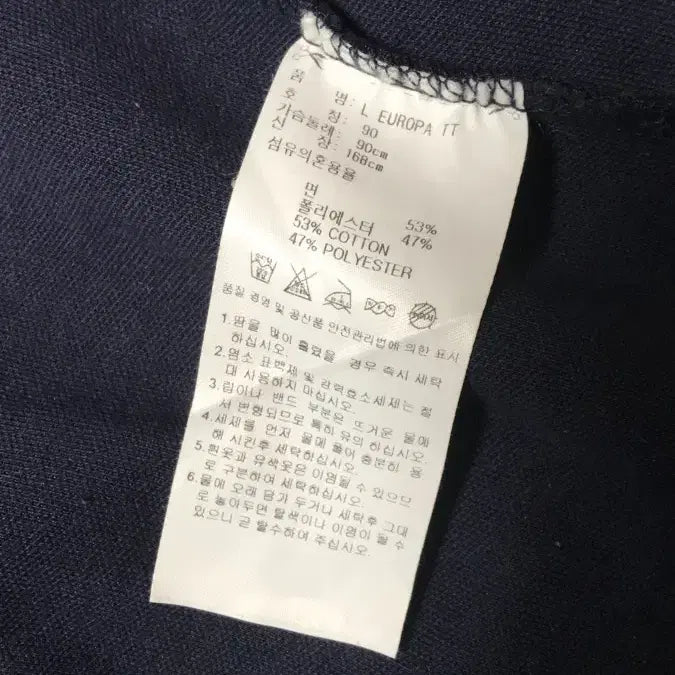 품 명: L EUROPA TT
호 칭: 90
가슴둘레: 90cm
신 장: 168cm
섬유의혼용율
면 53%
폴리에스터 47%
53% COTTON
47% POLYESTER
품질 경영 및 공산품 안전관리법에 의한 표시
1.땀을 많이 흘렸을 경우 즉시 세탁
하십시오.
2.염소 표백제 및 강력효소세제는 절
대 사용하지 마십시오.
3.립이나 밴드 부분은 뜨거운 물에
서 변형되므로 특히 유의 하십시오.
4.세제를 먼저 물에 풀어 충분히 용
해 시킨후 세탁하십시오.
5.흰옷과 유색옷은 이염될 수 있으므
로 구분하여 세탁하십시오.
6.물에 오래 담가 두거나 세탁후 그대
로 놓아두면 탈색이나 이염이 될 수
있으니 곧 탈수하여 주십시오.